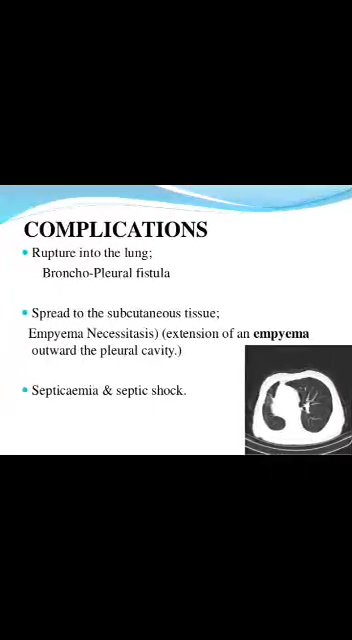 COMPLICATIONS
Rupture into the lung;
Broncho-Pleural fistula
Spread to the subcutaneous tissue;
Empyema Necessitasis) (extension of an empyema
outward the pleural cavity.)
Septicaemia & septic shock.